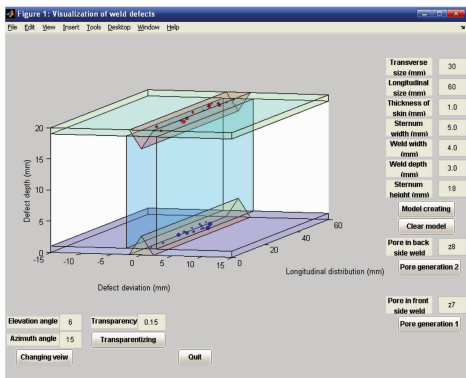 Figure 1: Visualization of weld defects
File Edit View Insert Tools Desktop Window Help
Transverse size (mm) 30
Longitudinal size (mm) 60
Thickness of skin (mm) 1.0
Sternum width (mm) 5.0
Weld width (mm) 4.0
Weld depth (mm) 3.0
Sternum height (mm) 18
Model creating
Clear model
Pore in back side weld z8
Pore generation 2
Pore in front side weld z7
Pore generation 1
Defect depth (mm)
20
15
10
5
0
-15 -10 -5 0 5 10 15
Defect deviation (mm)
0 20 40 60
Longitudinal distribution (mm)
Elevation angle 6 Transparency 0.15
Azimuth angle 15 Transparentizing
Changing veiw Quit